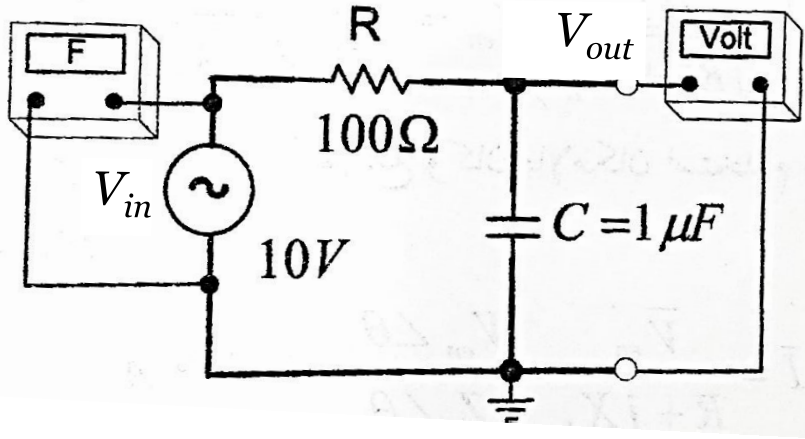 F
R
V_out
Volt
100Ω
V_in
10V
C =1 μF